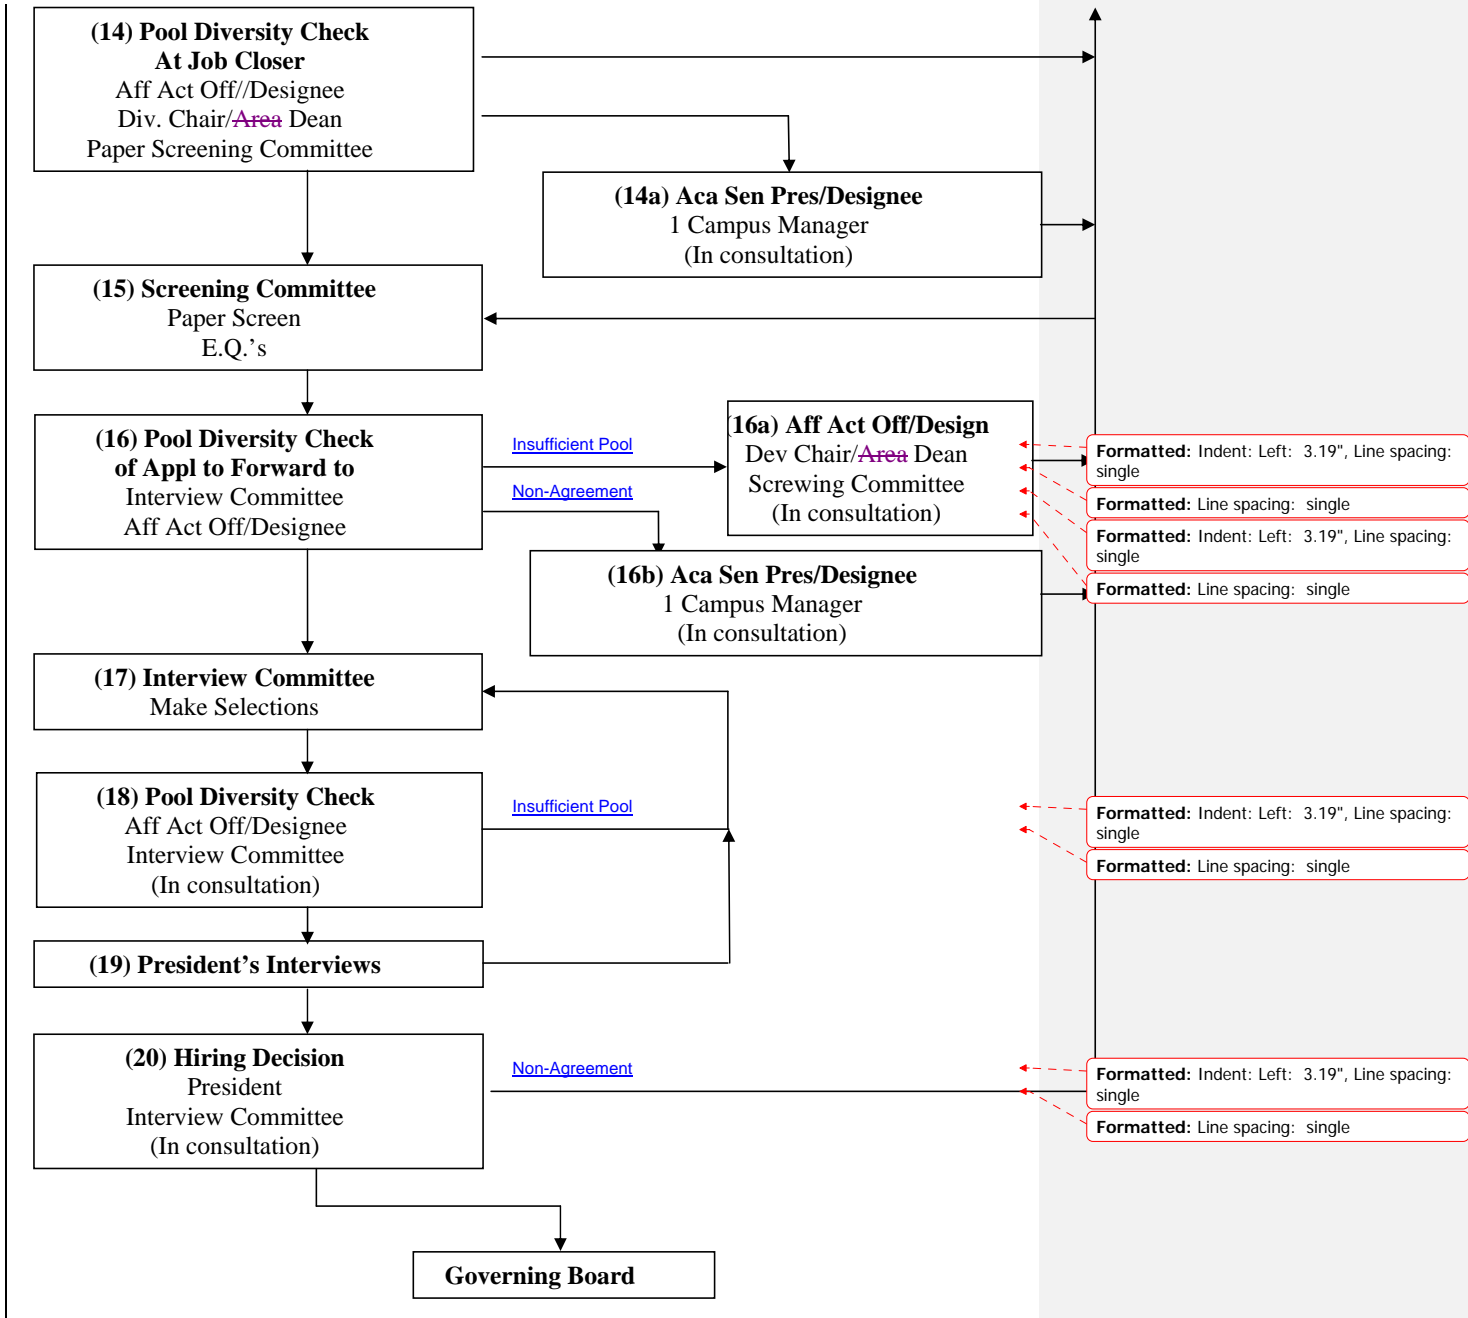 (14) Pool Diversity Check
At Job Closer
Aff Act Off//Designee
Div. Chair/Area Dean
Paper Screening Committee
(14a) Aca Sen Pres/Designee
1 Campus Manager
(In consultation)
(15) Screening Committee
Paper Screen
E.Q.'s
(16) Pool Diversity Check
of Appl to Forward to
Interview Committee
Aff Act Off/Designee
Insufficient Pool
Non-Agreement
(16a) Aff Act Off/Design
Dev Chair/Area Dean
Screwing Committee
(In consultation)
Formatted: Indent: Left: 3.19", Line spacing:
single
Formatted: Line spacing: single
Formatted: Indent: Left: 3.19", Line spacing:
single
Formatted: Line spacing: single
(16b) Aca Sen Pres/Designee
1 Campus Manager
(In consultation)
(17) Interview Committee
Make Selections
(18) Pool Diversity Check
Aff Act Off/Designee
Interview Committee
(In consultation)
Insufficient Pool
Formatted: Indent: Left: 3.19", Line spacing:
single
Formatted: Line spacing: single
(19) President's Interviews
(20) Hiring Decision
President
Interview Committee
(In consultation)
Non-Agreement
Formatted: Indent: Left: 3.19", Line spacing:
single
Formatted: Line spacing: single
Governing Board